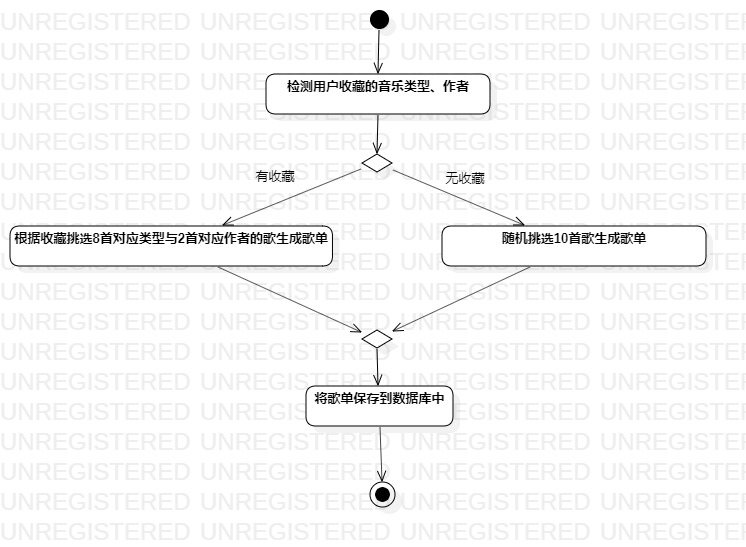 检测用户收藏的音乐类型、作者
有收藏
无收藏
根据收藏挑选8首对应类型与2首对应作者的歌生成歌单
随机挑选10首歌生成歌单
将歌单保存到数据库中
UNREGISTERED